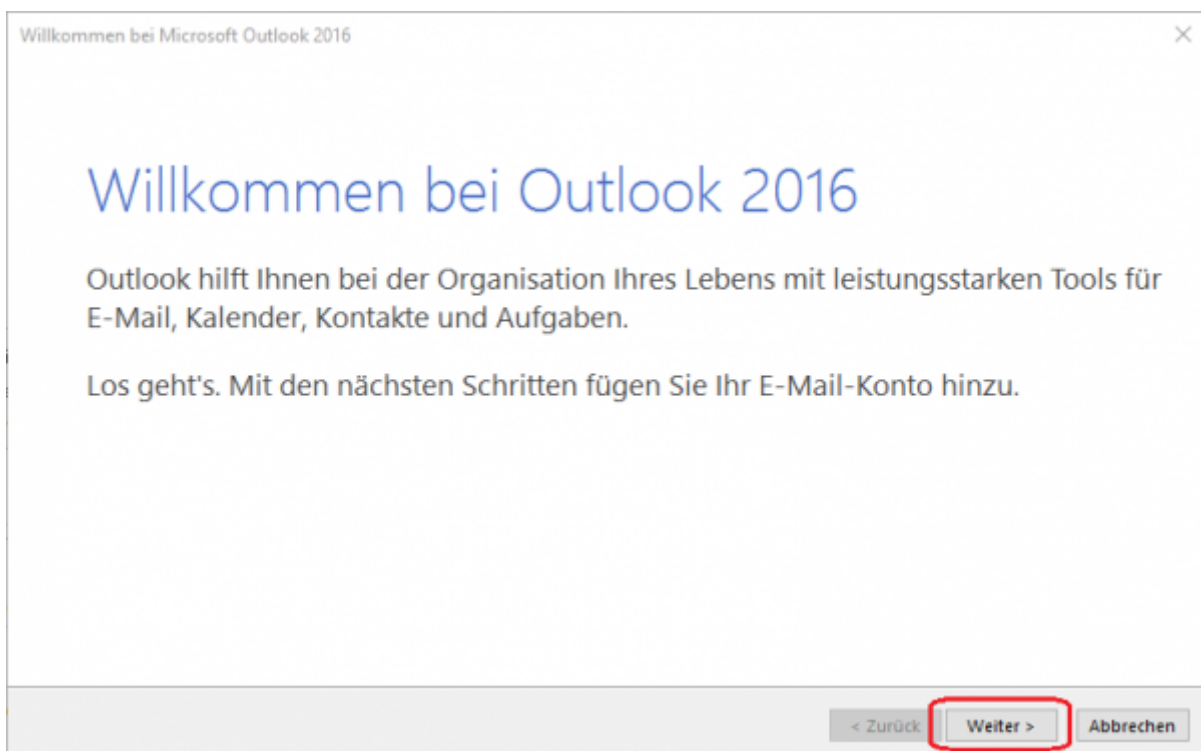 Willkommen bei Microsoft Outlook 2016
Willkommen bei Outlook 2016
Outlook hilft Ihnen bei der Organisation Ihres Lebens mit leistungsstarken Tools für
E-Mail, Kalender, Kontakte und Aufgaben.
Los geht's. Mit den nächsten Schritten fügen Sie Ihr E-Mail-Konto hinzu.
< Zurück Weiter > Abbrechen